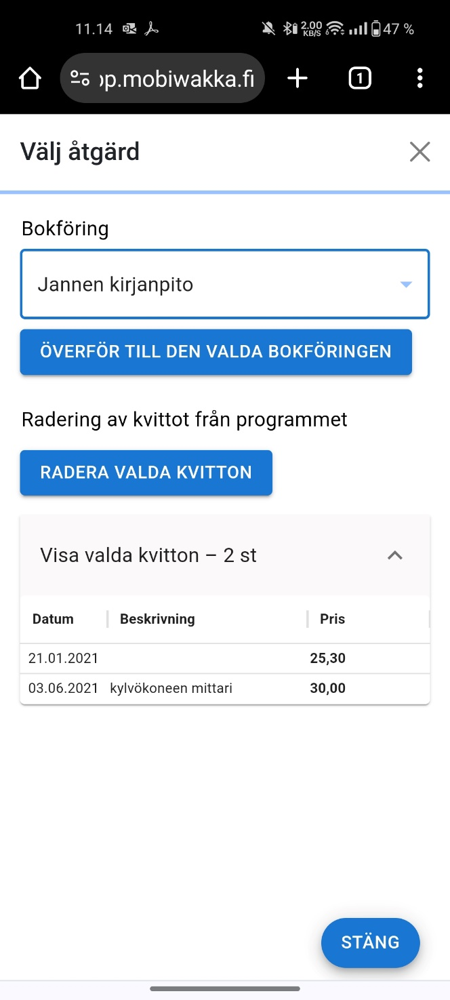 11.14 2.00 KB/S 6 47 %
op.mobiwakka.fi 1
Välj åtgärd
Bokföring
Jannen kirjanpito
ÖVERFÖR TILL DEN VALDA BOKFÖRINGEN
Radering av kvittot från programmet
RADERA VALDA KVITTON
Visa valda kvitton – 2 st
Datum Beskrivning Pris
21.01.2021 25,30
03.06.2021 kylvökoneen mittari 30,00
STÄNG